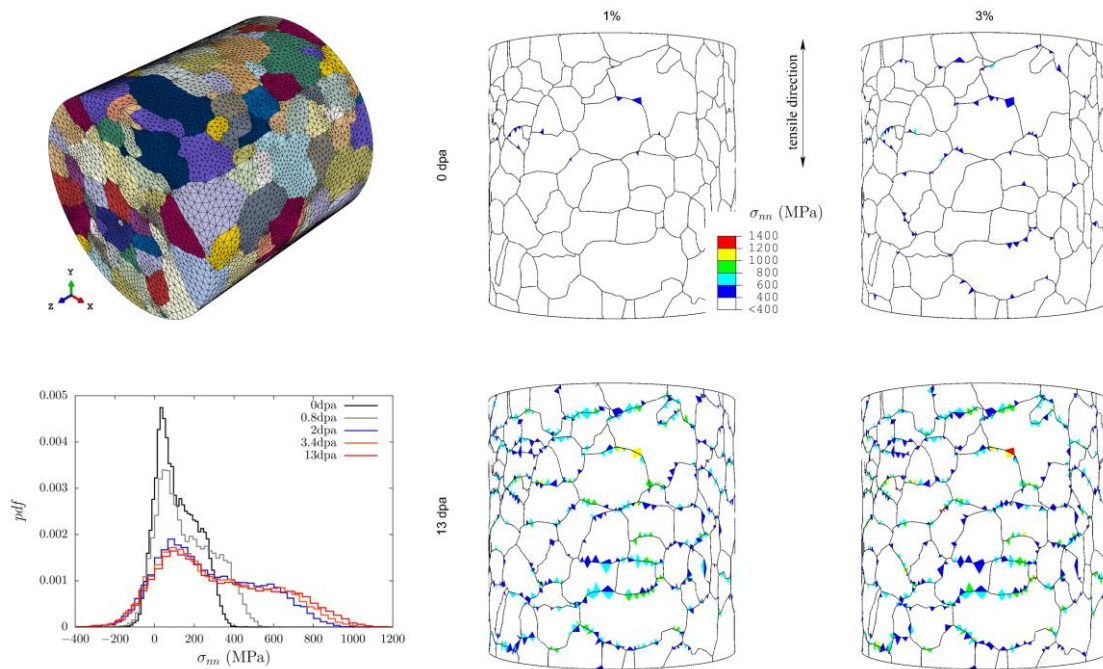 1%
3%
tensile direction
0 dpa
Y
Z
X
σnn (MPa)
1400
1200
1000
800
600
400
<400
0.005
0.004
0.003
0.002
0.001
0
pdf
0dpa
0.8dpa
2dpa
3.4dpa
13dpa
−400
−200
0
200
400
600
800
1000
1200
σnn (MPa)
13 dpa